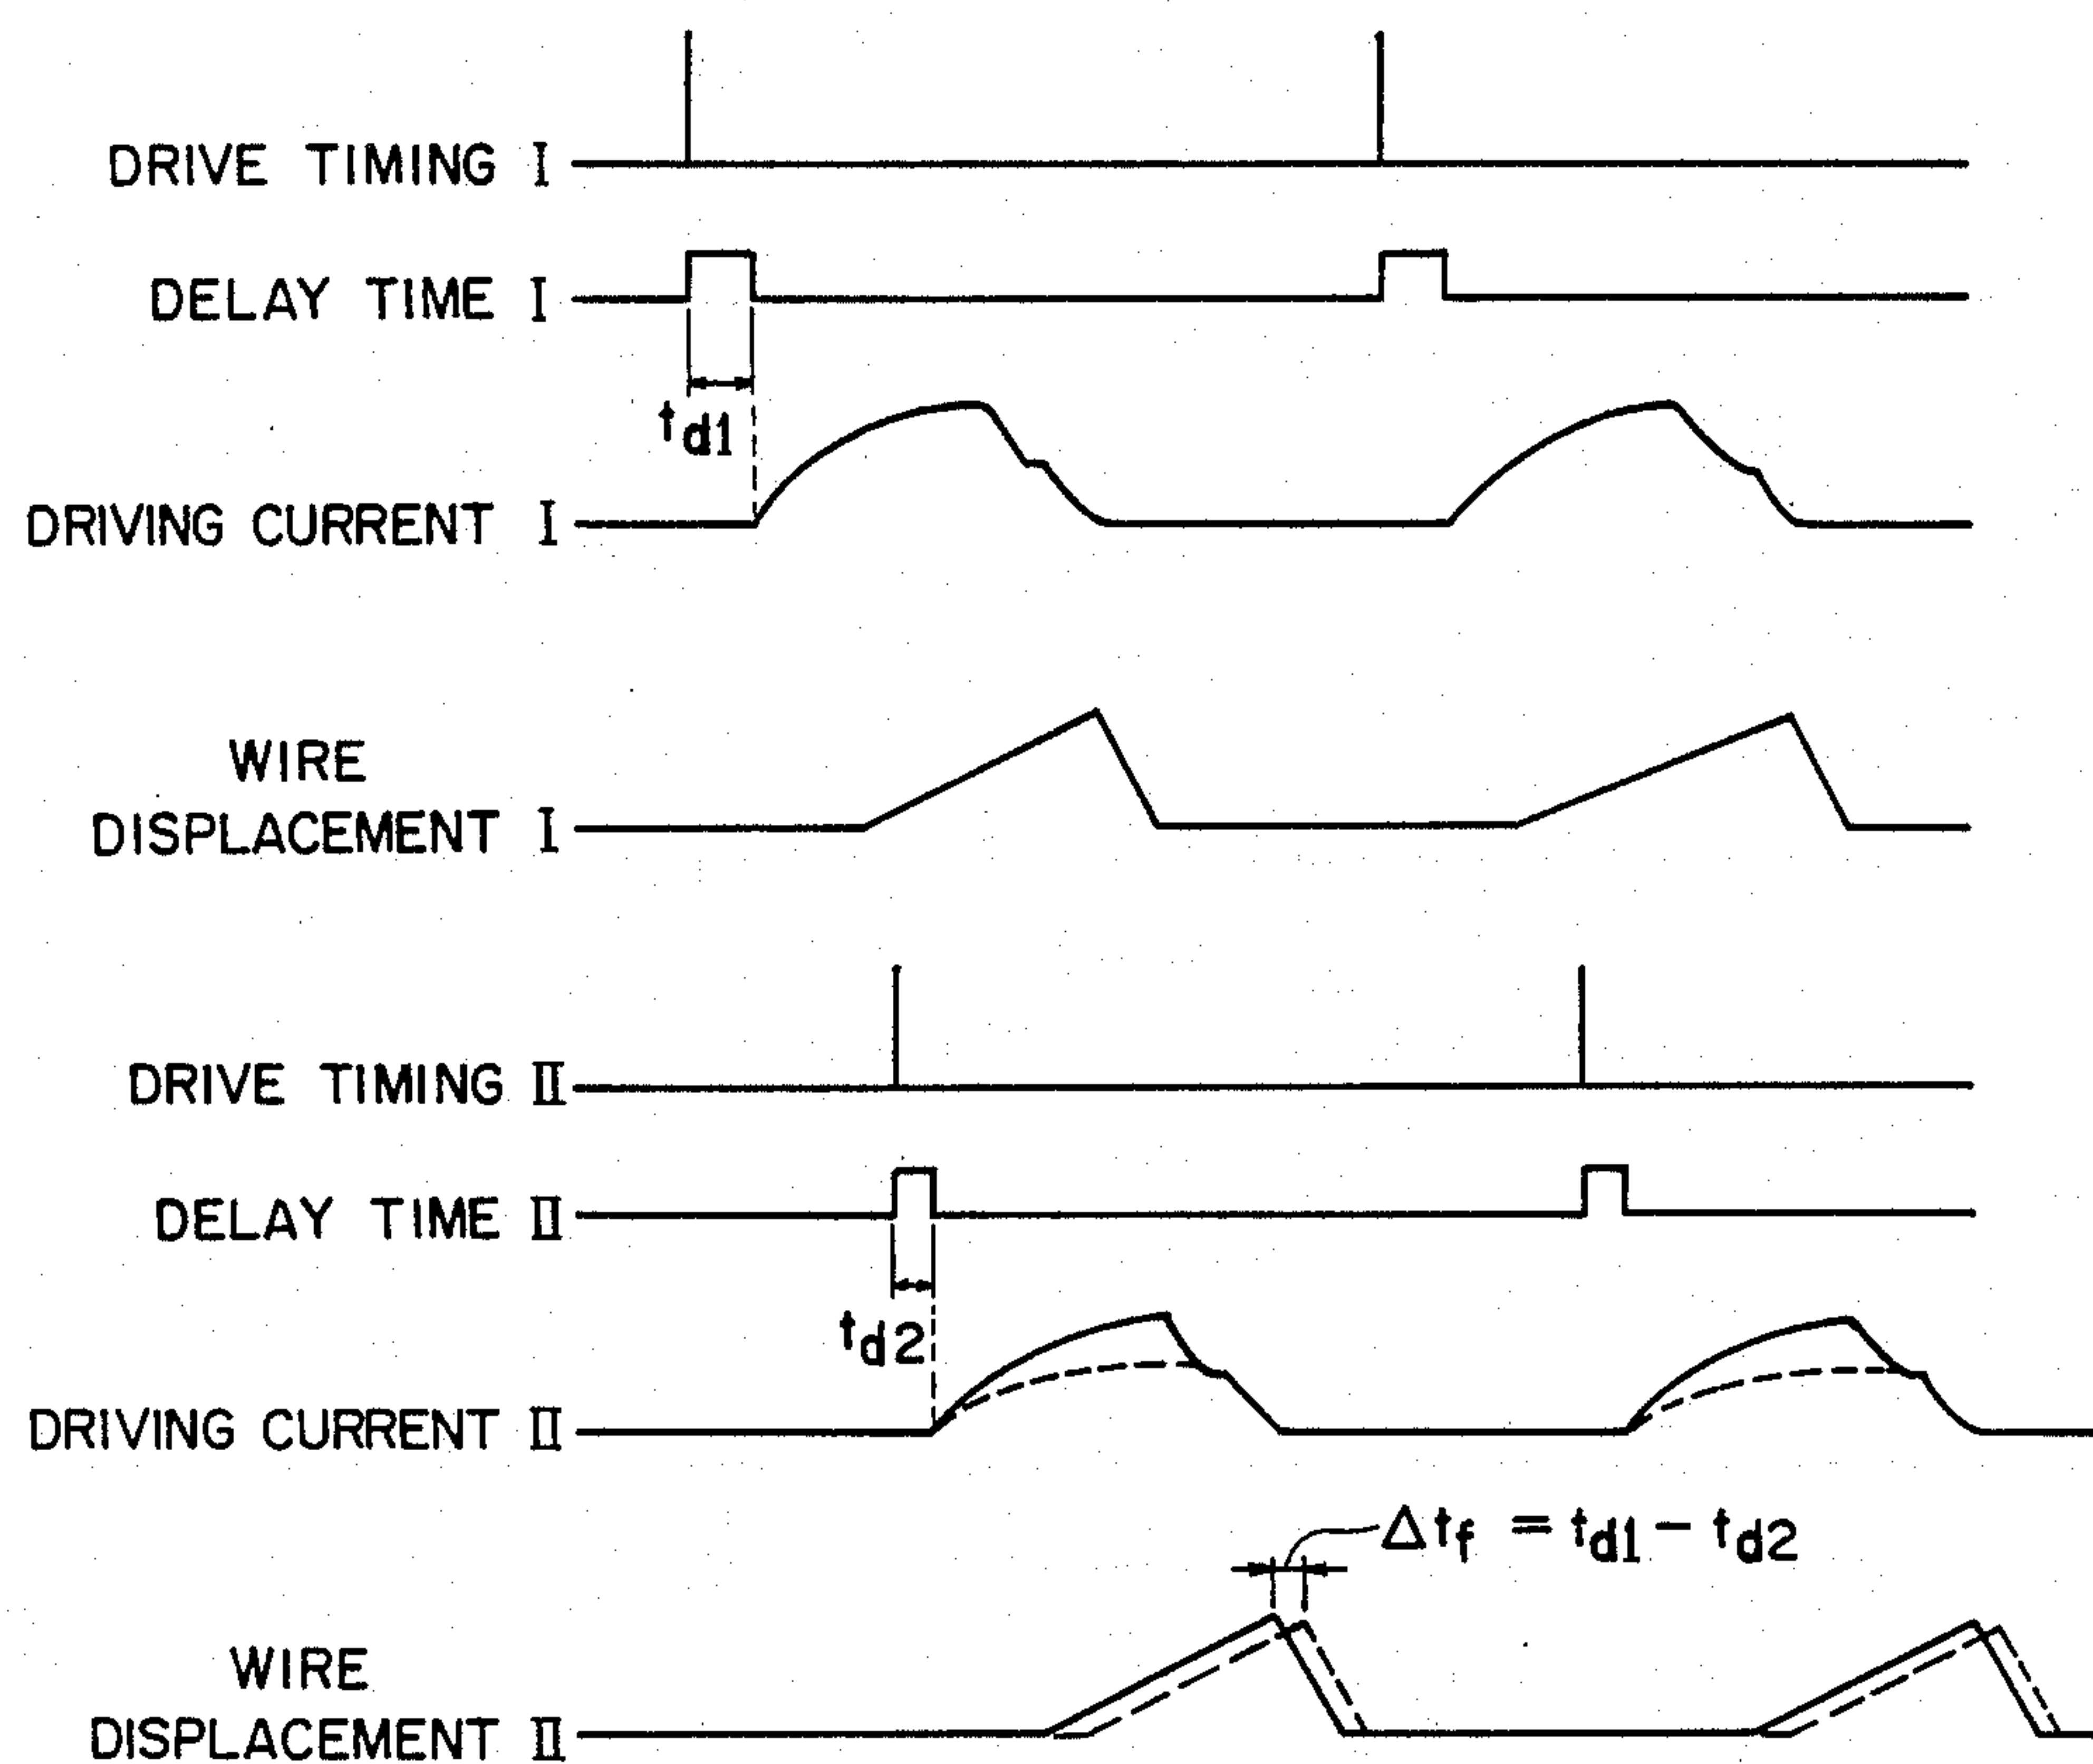 DRIVE TIMING I
DELAY TIME I
td1
DRIVING CURRENT I
WIRE
DISPLACEMENT I
DRIVE TIMING II
DELAY TIME II
td2
DRIVING CURRENT II
Δtf = td1 - td2
WIRE
DISPLACEMENT II